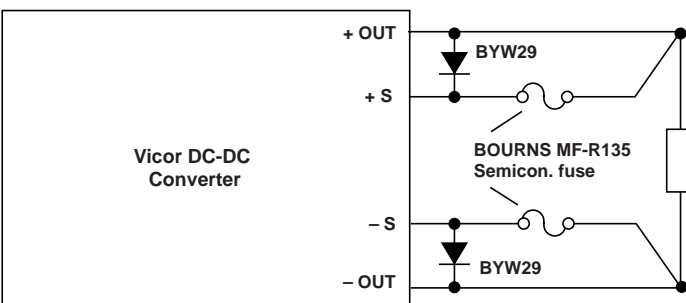 + OUT
BYW29
+ S
BOURNS MF-R135
Semicon. fuse
Vicor DC-DC
Converter
– S
BYW29
– OUT